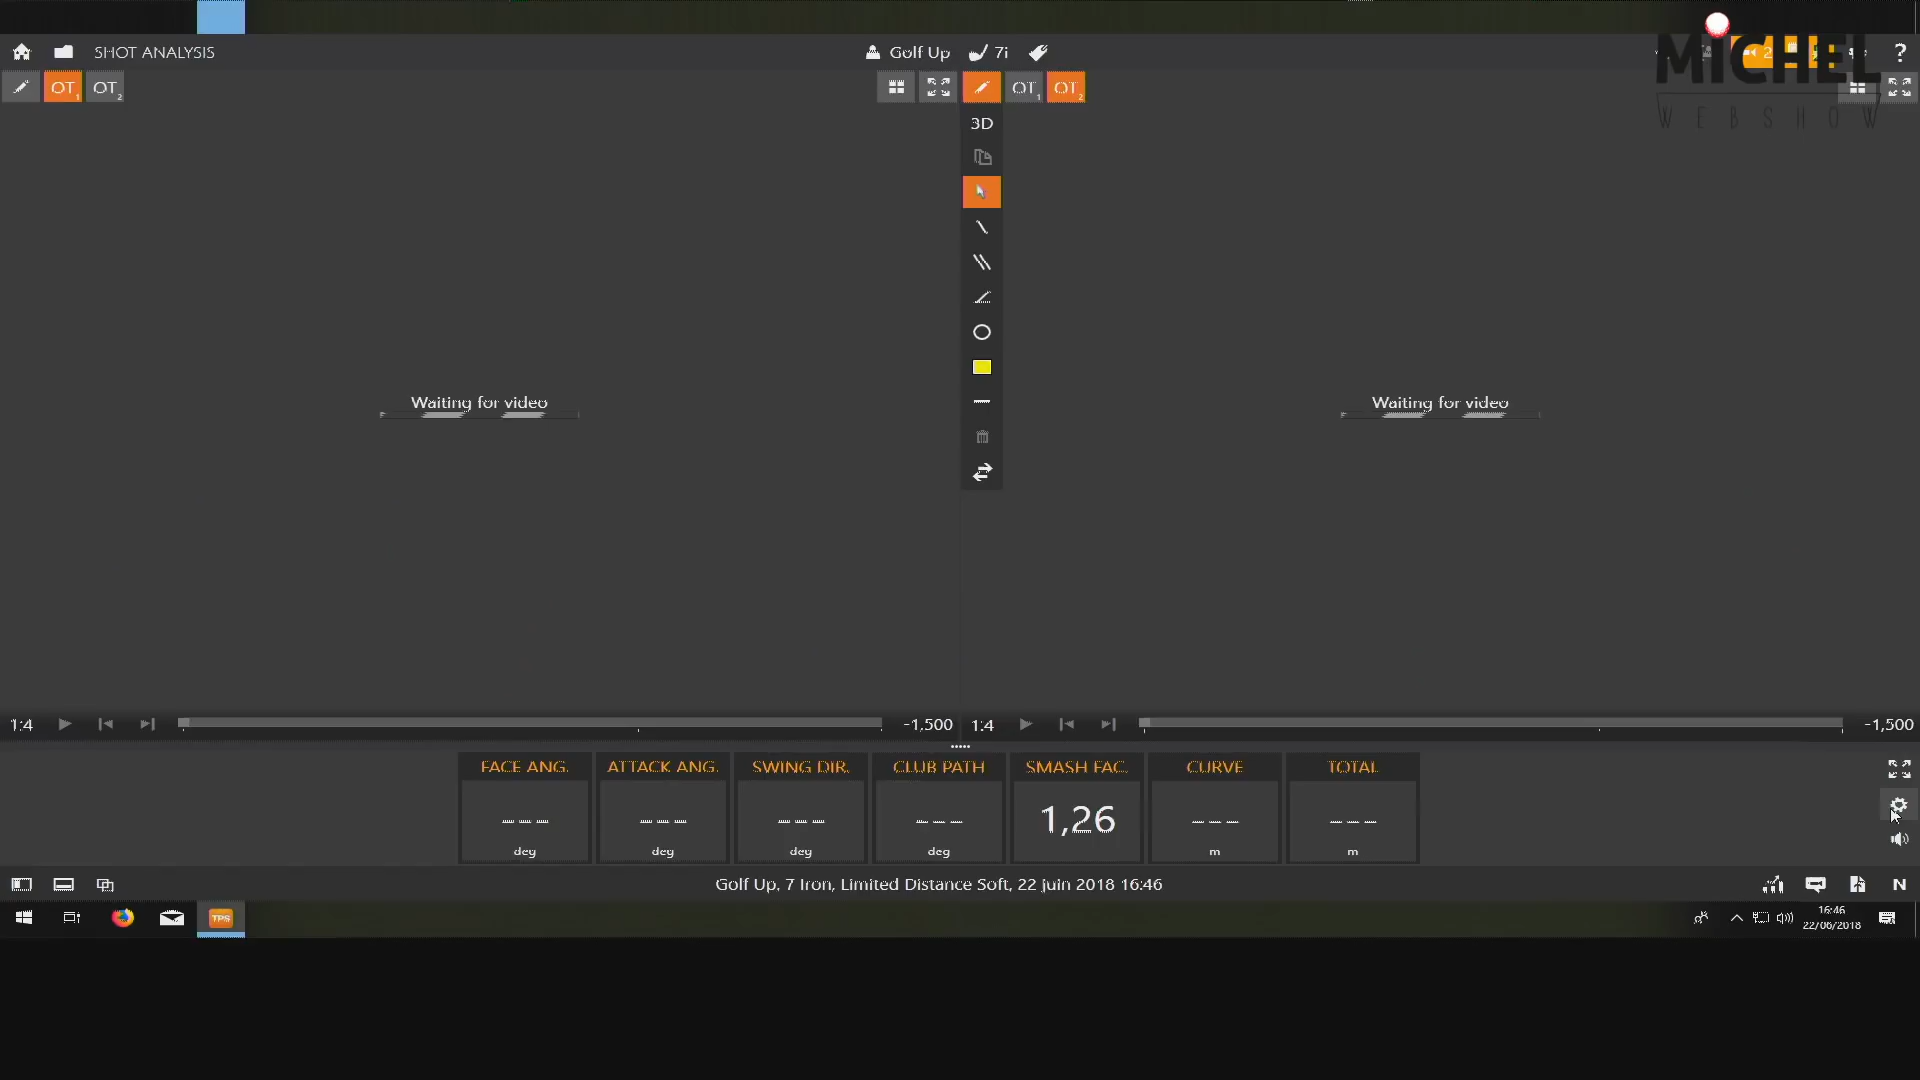 SHOT ANALYSIS
Golf Up
7i
?
MICHEL
WEBSHOW
OT1
OT2
OT1
OT2
3D
Waiting for video
Waiting for video
1:4
-1,500
1:4
-1,500
FACE ANG.
ATTACK ANG.
SWING DIR.
CLUB PATH
SMASH FAC.
CURVE
TOTAL
---
---
---
---
1,26
---
---
deg
deg
deg
deg
m
m
Golf Up, 7 Iron, Limited Distance Soft, 22 juin 2018 16:46
N
TPS
16:46
22/06/2018